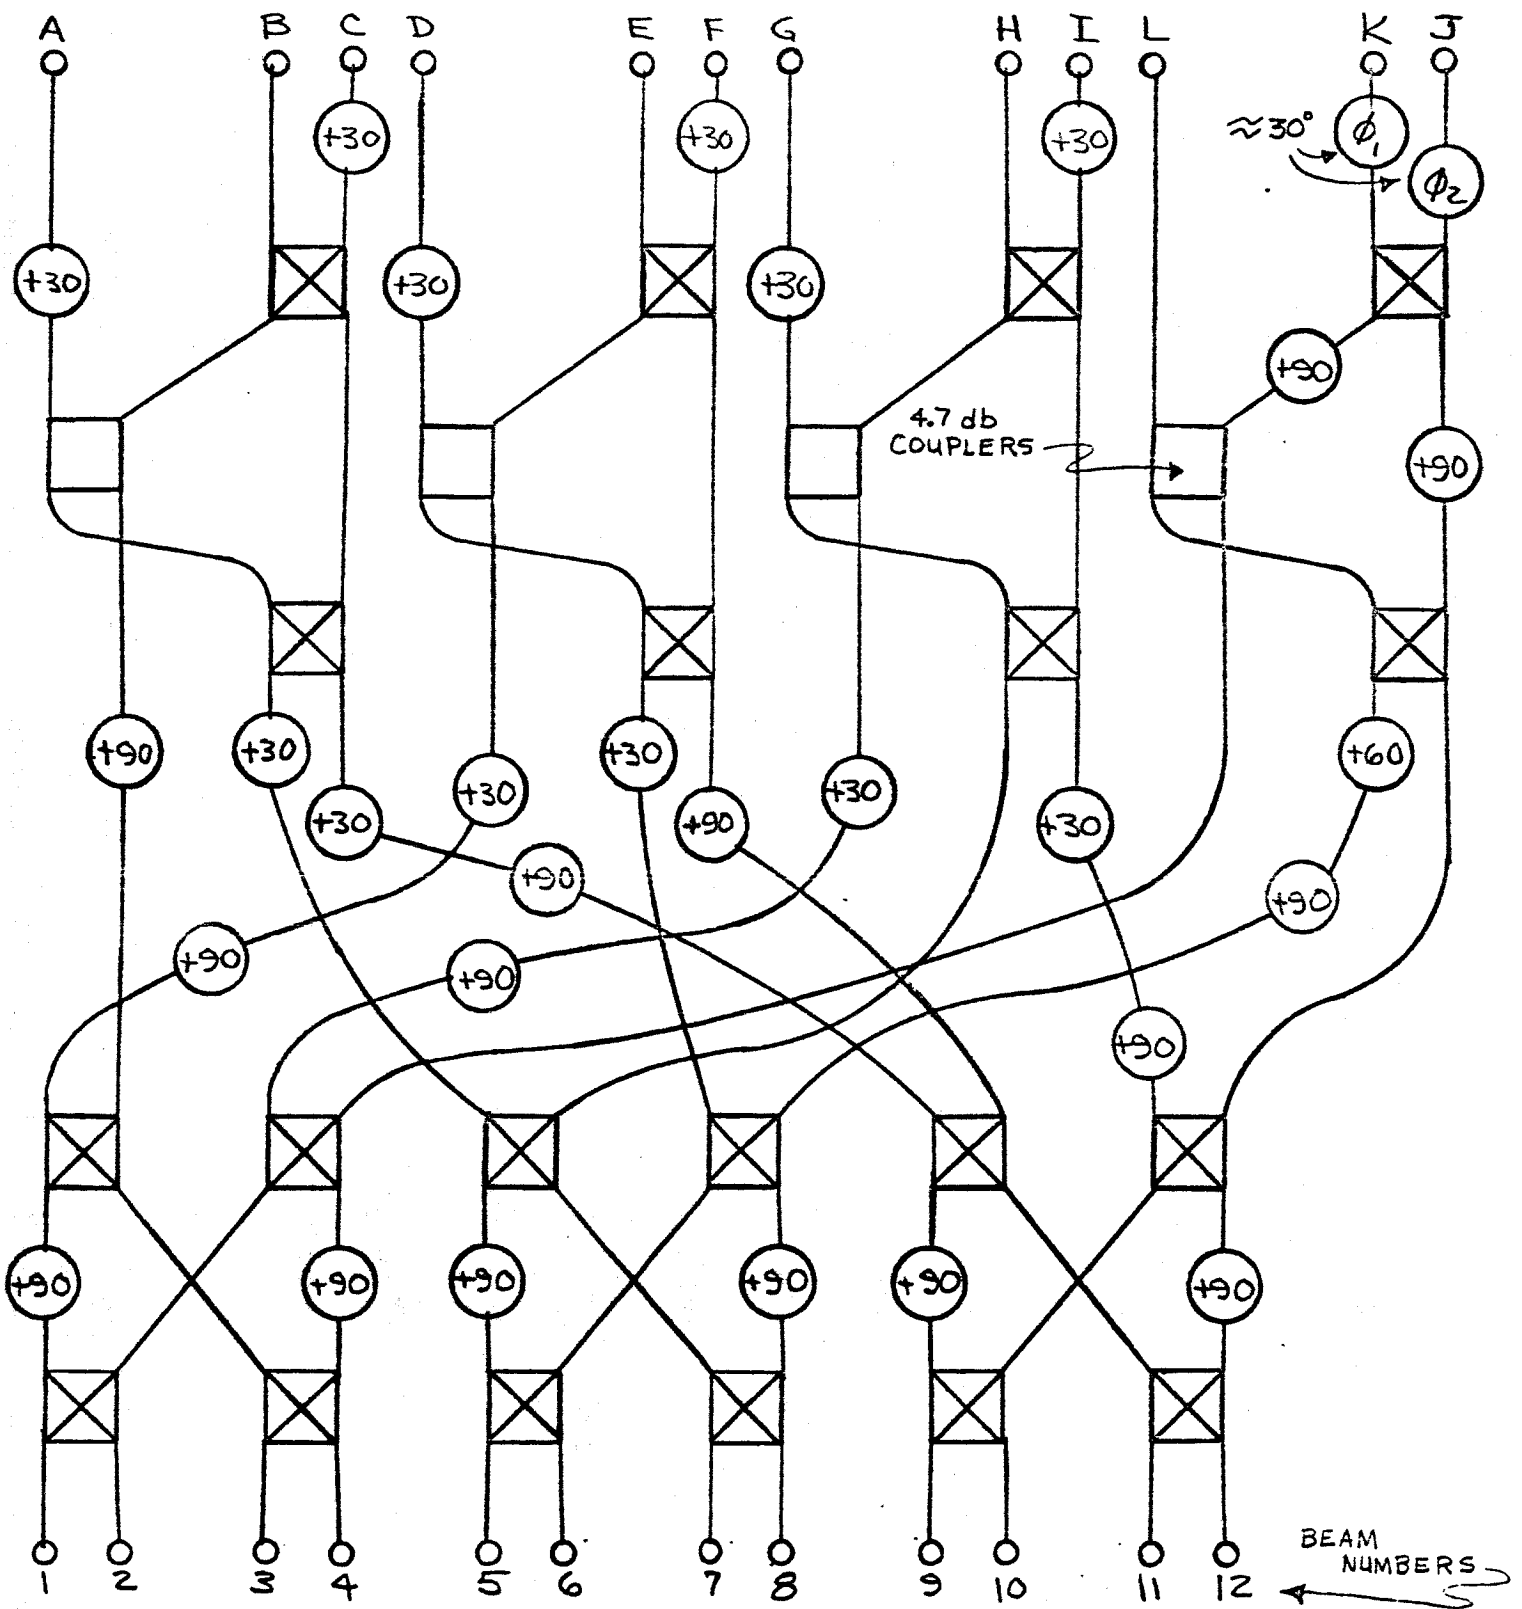 A B C D E F G H I L K J
+30 +30 +30 ≈30° ϕ1
ϕ2
+30 +30 +30
+90
4.7 db
COUPLERS
+90
+90 +30 +30 +60
+30 +30
+30 +90 +30
+90 +90
+90 +90
+90
+90 +90 +90 +90 +90 +90
BEAM
NUMBERS
1 2 3 4 5 6 7 8 9 10 11 12